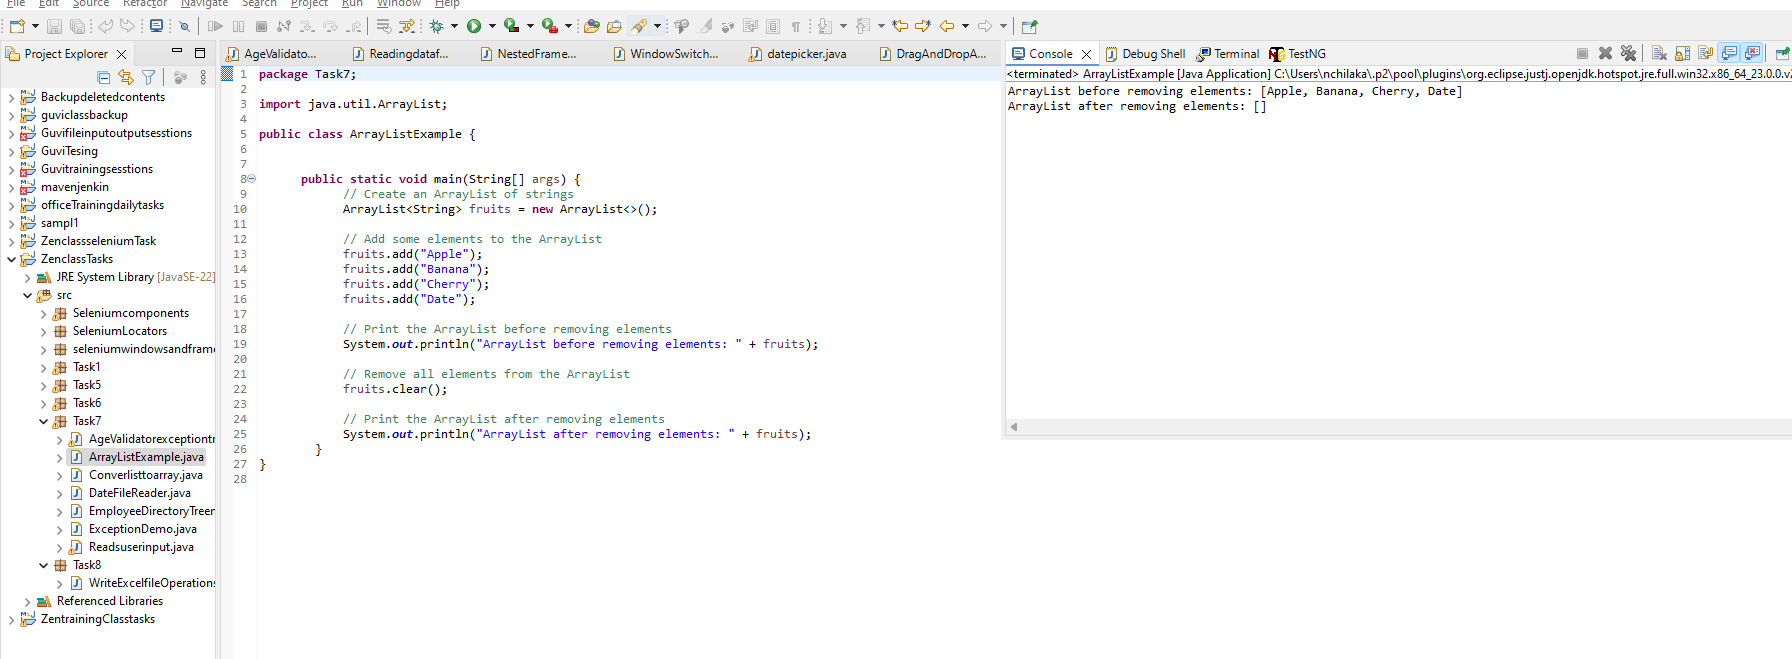 File Edit Source Refactor Navigate Search Project Run Window Help
Project Explorer
AgeValidato...
Readingdataf...
NestedFrame...
WindowSwitch...
datepicker.java
DragAndDropA...
Console
Debug Shell
Terminal
TestNG
Backupdeletedcontents
guviclassbackup
Guvifileinputoutputsesstions
GuviTesing
Guvitrainingsesstions
mavenjenkin
officeTrainingdailytasks
sampl1
ZenclassseleniumTask
ZenclassTasks
JRE System Library [JavaSE-22]
src
Seleniumcomponents
SeleniumLocators
seleniumwindowsandframe
Task1
Task5
Task6
Task7
AgeValidatorexceptiontr
ArrayListExample.java
Converlisttoarray.java
DateFileReader.java
EmployeeDirectoryTreen
ExceptionDemo.java
Readsuserinput.java
Task8
WriteExcelfileOperations
Referenced Libraries
ZentrainingClasstasks
1 package Task7;
2
3 import java.util.ArrayList;
4
5 public class ArrayListExample {
6
7
8 public static void main(String[] args) {
9 // Create an ArrayList of strings
10 ArrayList<String> fruits = new ArrayList<>();
11
12 // Add some elements to the ArrayList
13 fruits.add("Apple");
14 fruits.add("Banana");
15 fruits.add("Cherry");
16 fruits.add("Date");
17
18 // Print the ArrayList before removing elements
19 System.out.println("ArrayList before removing elements: " + fruits);
20
21 // Remove all elements from the ArrayList
22 fruits.clear();
23
24 // Print the ArrayList after removing elements
25 System.out.println("ArrayList after removing elements: " + fruits);
26 }
27 }
28
<terminated> ArrayListExample [Java Application] C:\Users\nchilaka\.p2\pool\plugins\org.eclipse.justj.openjdk.hotspot.jre.full.win32.x86_64_23.0.0.v2
ArrayList before removing elements: [Apple, Banana, Cherry, Date]
ArrayList after removing elements: []